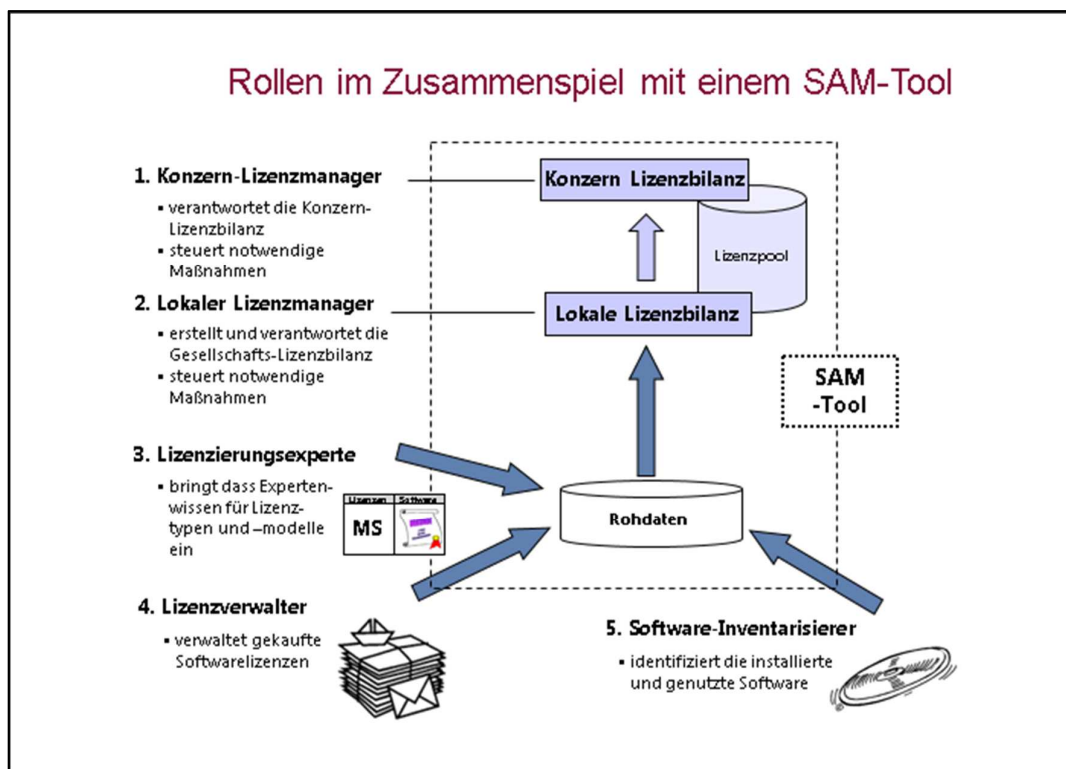 Rollen im Zusammenspiel mit einem SAM-Tool
1. Konzern-Lizenzmanager
▪ verantwortet die Konzern-
Lizenzbilanz
▪ steuert notwendige
Maßnahmen
2. Lokaler Lizenzmanager
▪ erstellt und verantwortet die
Gesellschafts-Lizenzbilanz
▪ steuert notwendige
Maßnahmen
3. Lizenzierungsexperte
▪ bringt dass Experten-
wissen für Lizenz-
typen und –modelle
ein
Lizenzen Software
MS
4. Lizenzverwalter
▪ verwaltet gekaufte
Softwarelizenzen
Konzern Lizenzbilanz
Lizenzpool
Lokale Lizenzbilanz
SAM
-Tool
Rohdaten
5. Software-Inventarisierer
▪ identifiziert die installierte
und genutzte Software